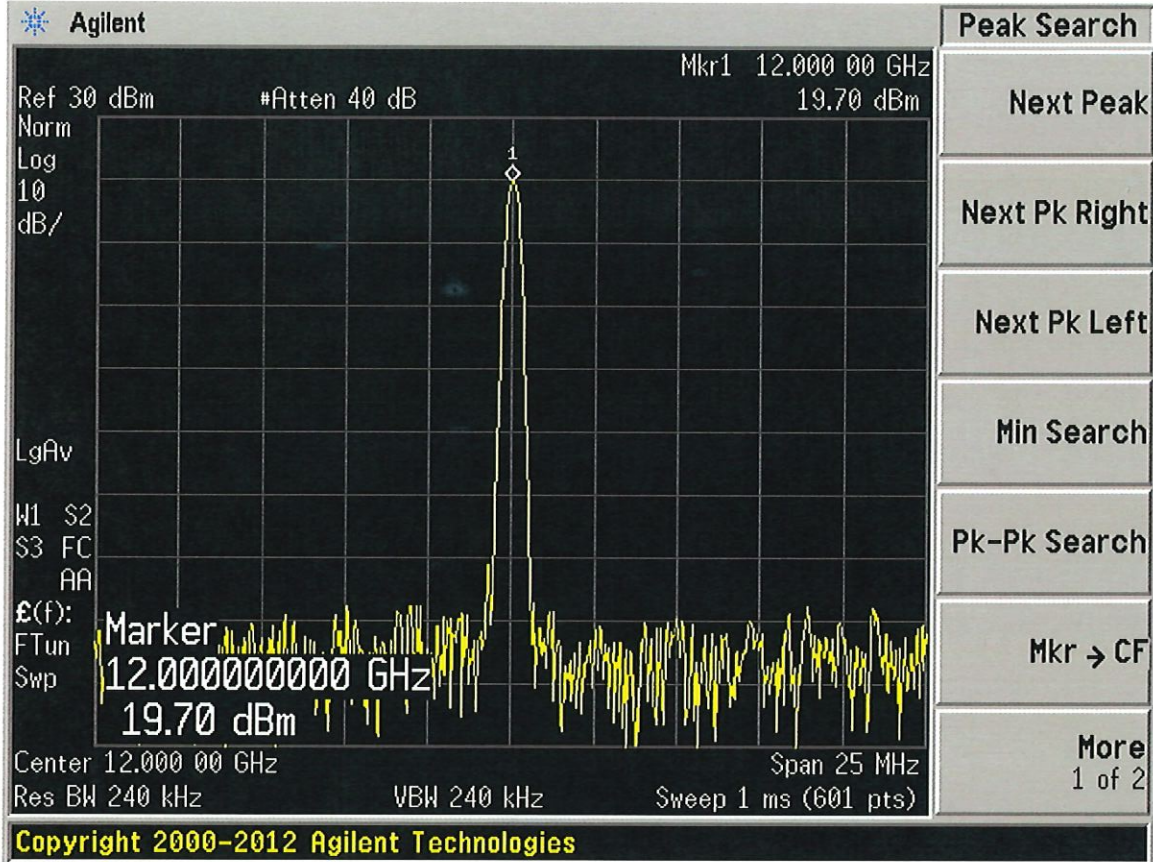 Agilent
Peak Search
Mkr1 12.000 00 GHz
Ref 30 dBm #Atten 40 dB 19.70 dBm
Norm
Log
10
dB/
1
LgAv
W1 S2
S3 FC
AA
£(f):
FTun
Swp
Marker
12.000000000 GHz
19.70 dBm
Center 12.000 00 GHz Span 25 MHz
Res BW 240 kHz VBW 240 kHz Sweep 1 ms (601 pts)
Copyright 2000-2012 Agilent Technologies
Next Peak
Next Pk Right
Next Pk Left
Min Search
Pk-Pk Search
Mkr → CF
More
1 of 2